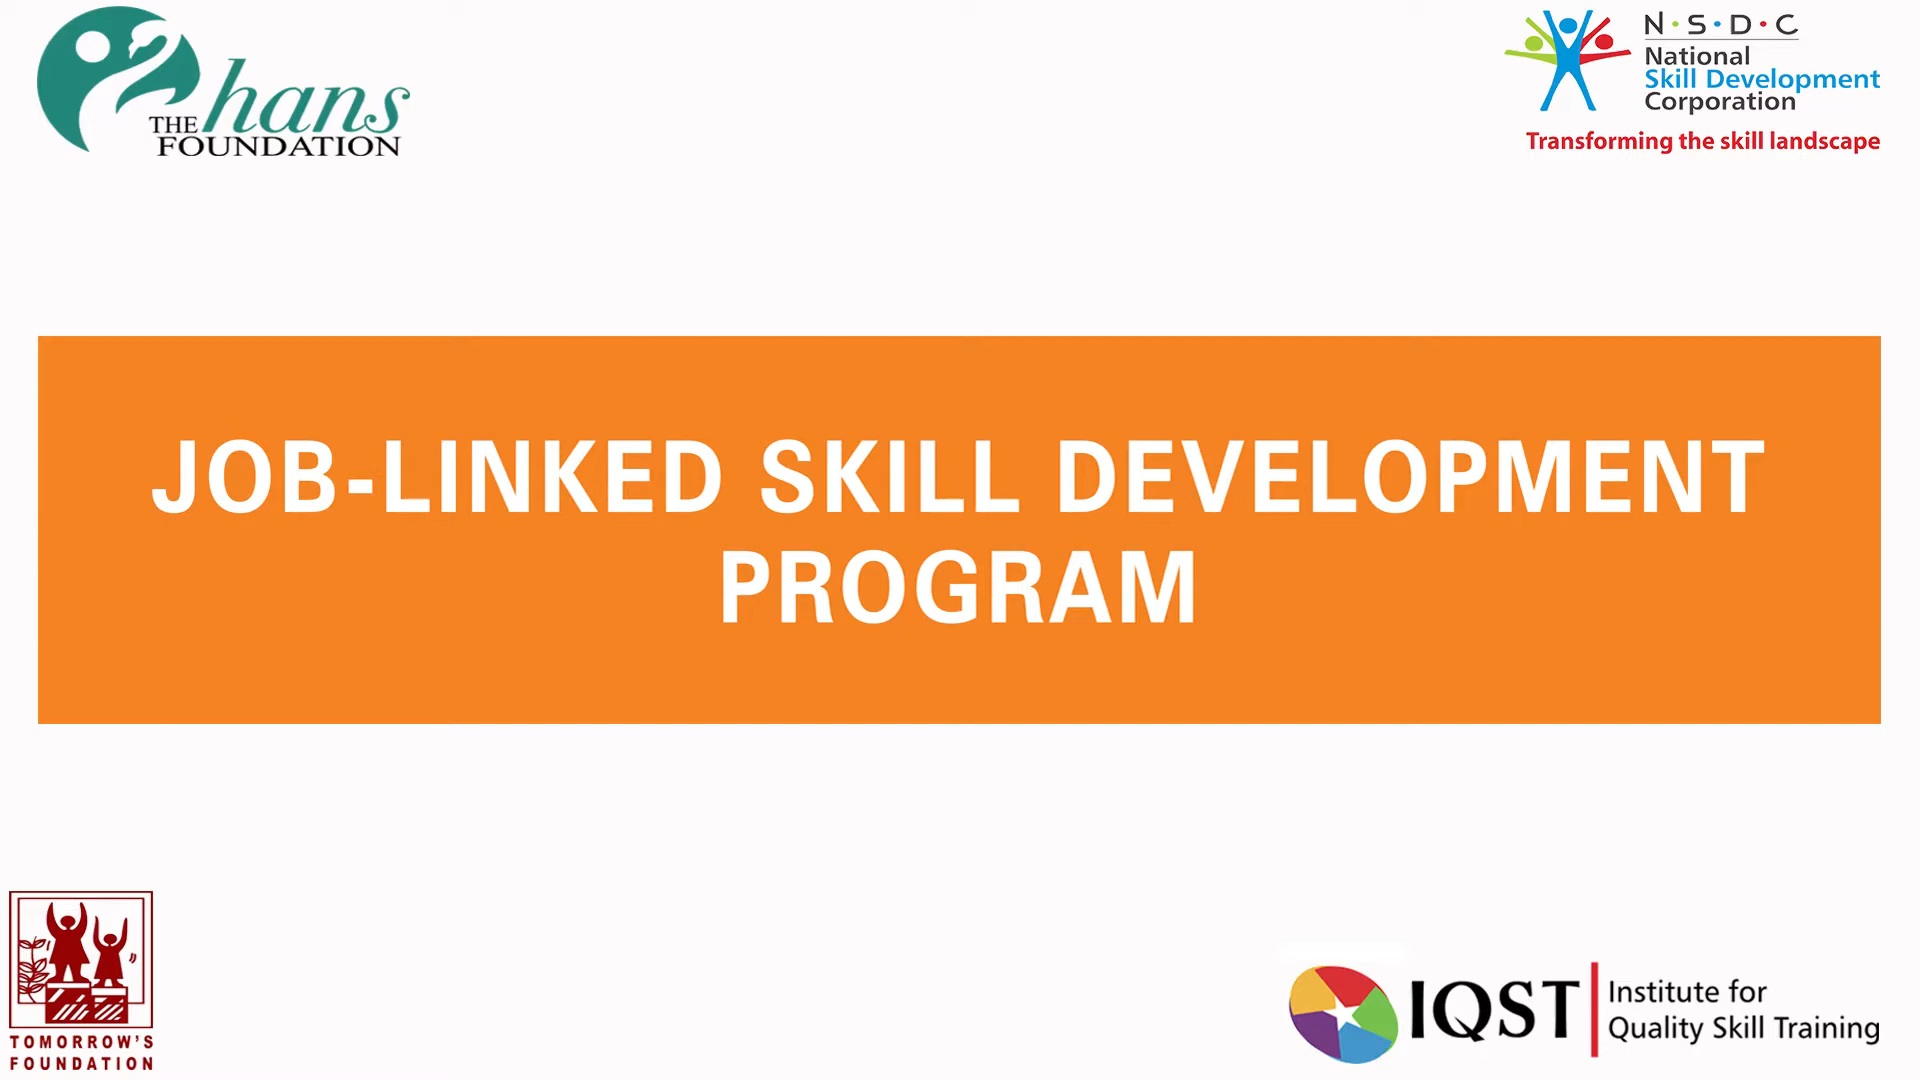 THE hans
FOUNDATION
N·S·D·C
National
Skill Development
Corporation
Transforming the skill landscape
JOB-LINKED SKILL DEVELOPMENT
PROGRAM
TOMORROW'S
FOUNDATION
IQST
Institute for
Quality Skill Training